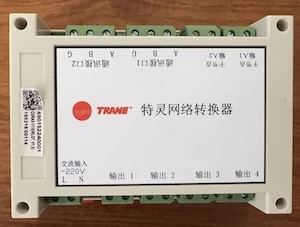 G B A G B A
通讯接口2 通讯接口1 干节点输入2 干节点输入1
TRANE 特灵网络转换器
交流输入
~220V
L N 输出 1 输出 2 输出 3 输出 4